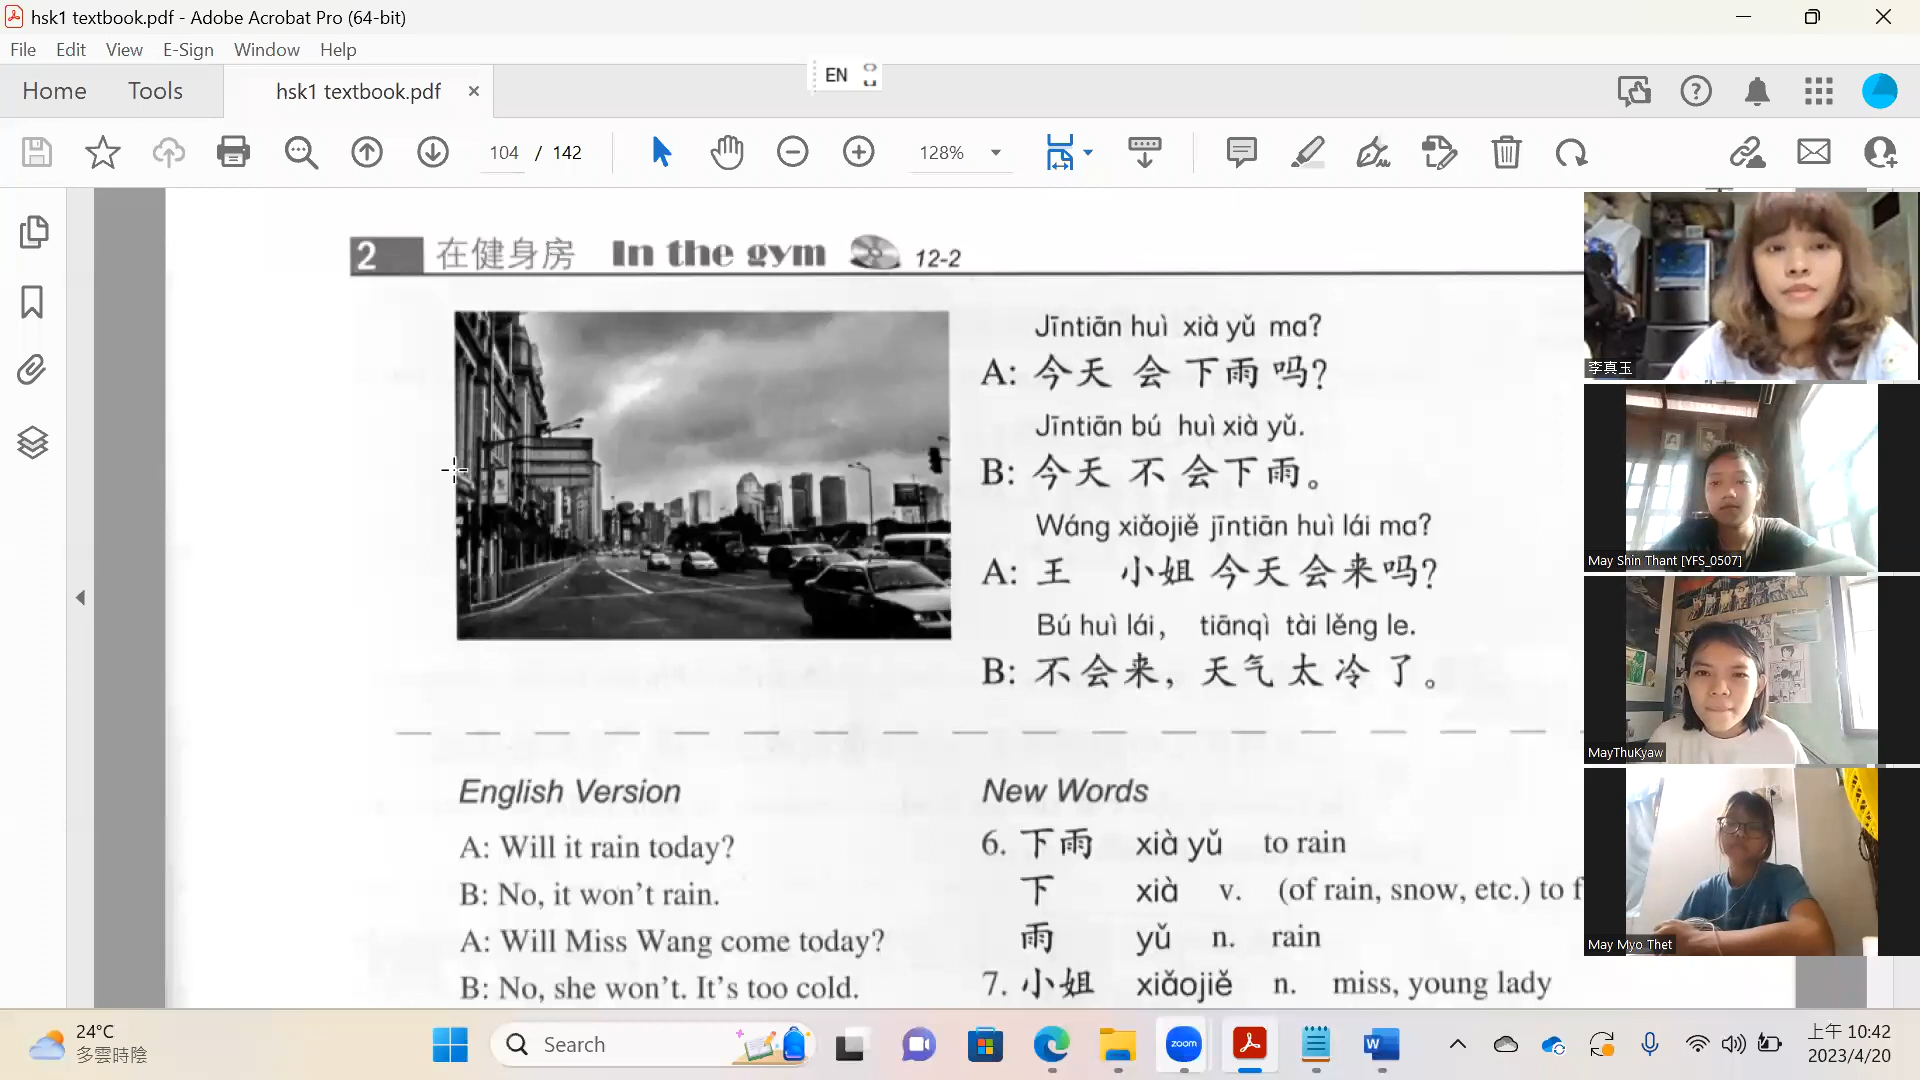 hsk1 textbook.pdf - Adobe Acrobat Pro (64-bit)
File Edit View E-Sign Window Help
EN
Home Tools hsk1 textbook.pdf
104 / 142 128%
2 在健身房 In the gym 12-2
Jīntiān huì xià yǔ ma?
A: 今天 会 下雨 吗?
Jīntiān bú huì xià yǔ.
B: 今天 不 会下雨。
Wáng xiǎojiě jīntiān huì lái ma?
A: 王 小姐 今天会来吗?
Bú huì lái, tiānqì tài lěng le.
B: 不会来, 天气太冷了。
English Version
A: Will it rain today?
B: No, it won't rain.
A: Will Miss Wang come today?
B: No, she won't. It's too cold.
New Words
6. 下雨 xià yǔ to rain
下 xià v. (of rain, snow, etc.) to f
雨 yǔ n. rain
7. 小姐 xiǎojiě n. miss, young lady
李真玉
May Shin Thant [YFS_0507]
MayThuKyaw
May Myo Thet
24°C
多雲時陰
Search
zoom
W
上午 10:42
2023/4/20